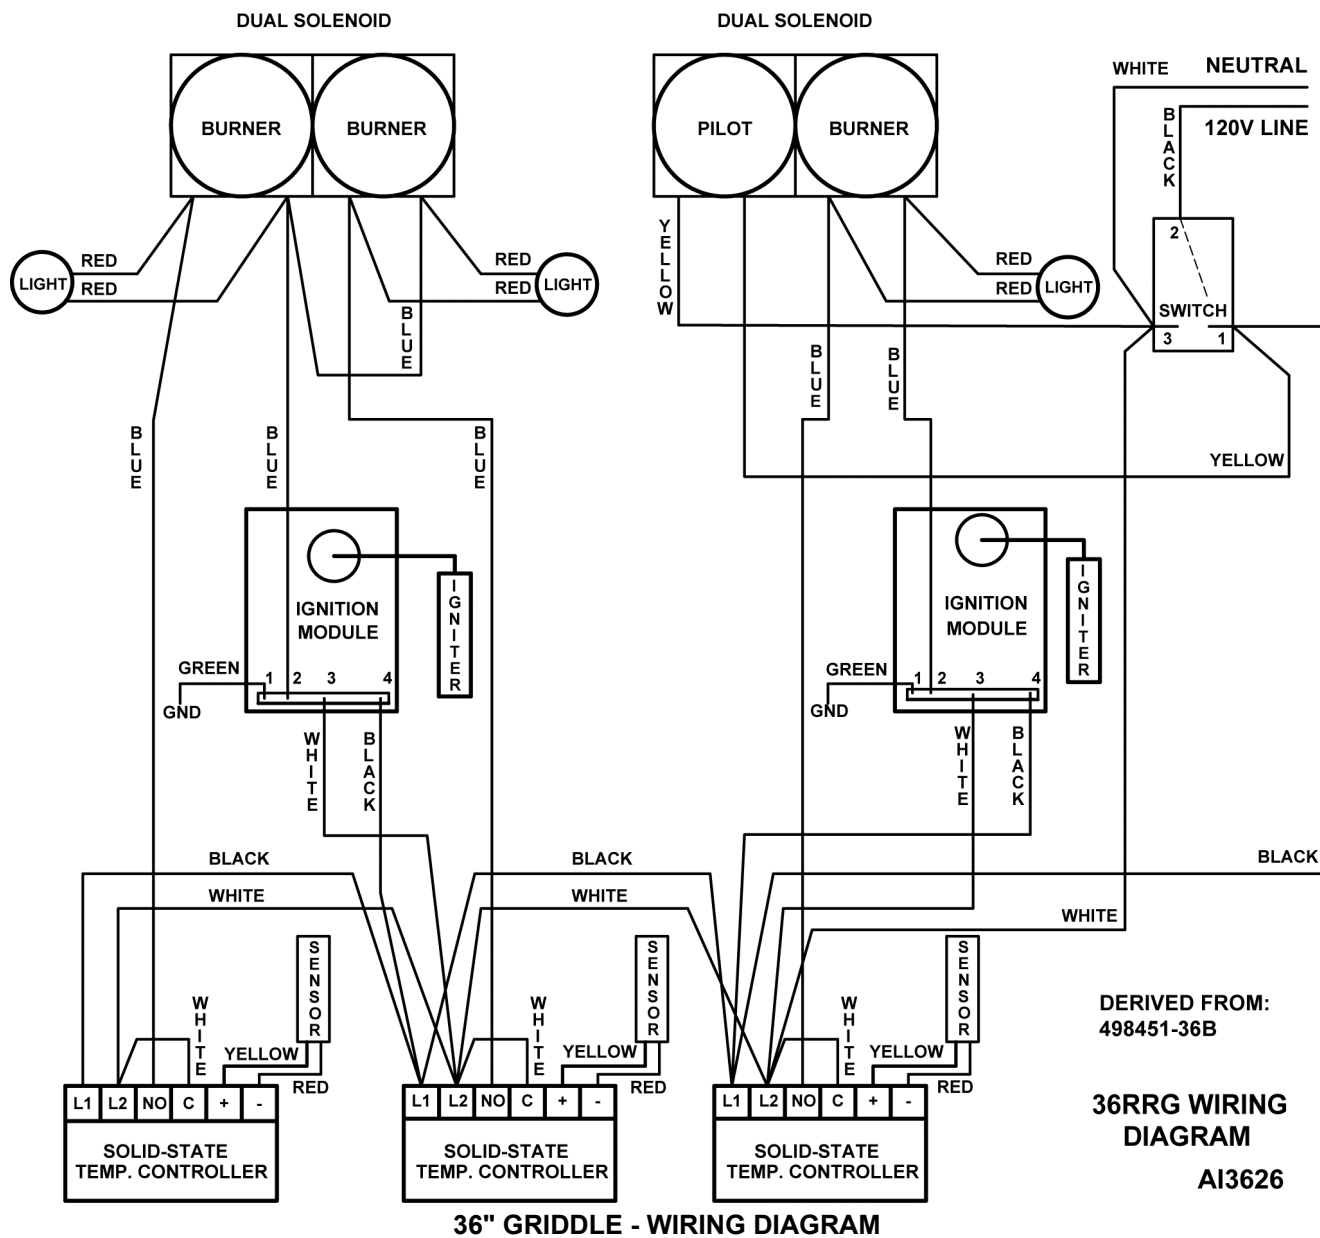 DUAL SOLENOID
DUAL SOLENOID
WHITE
NEUTRAL
BLACK
120V LINE
BURNER
BURNER
PILOT
BURNER
YELLOW
2
RED
RED
RED
LIGHT
LIGHT
LIGHT
RED
RED
RED
SWITCH
3
1
BLUE
BLUE
BLUE
BLUE
BLUE
BLUE
YELLOW
IGNITION
MODULE
IGNITER
IGNITION
MODULE
IGNITER
GREEN
1
2
3
4
GND
GREEN
1
2
3
4
GND
WHITE
BLACK
WHITE
BLACK
BLACK
BLACK
BLACK
WHITE
WHITE
WHITE
SENSOR
SENSOR
SENSOR
WHITE
WHITE
WHITE
YELLOW
YELLOW
YELLOW
RED
RED
RED
DERIVED FROM:
498451-36B
L1 L2 NO C + -
L1 L2 NO C + -
L1 L2 NO C + -
SOLID-STATE
TEMP. CONTROLLER
SOLID-STATE
TEMP. CONTROLLER
SOLID-STATE
TEMP. CONTROLLER
36RRG WIRING
DIAGRAM
AI3626
36" GRIDDLE - WIRING DIAGRAM